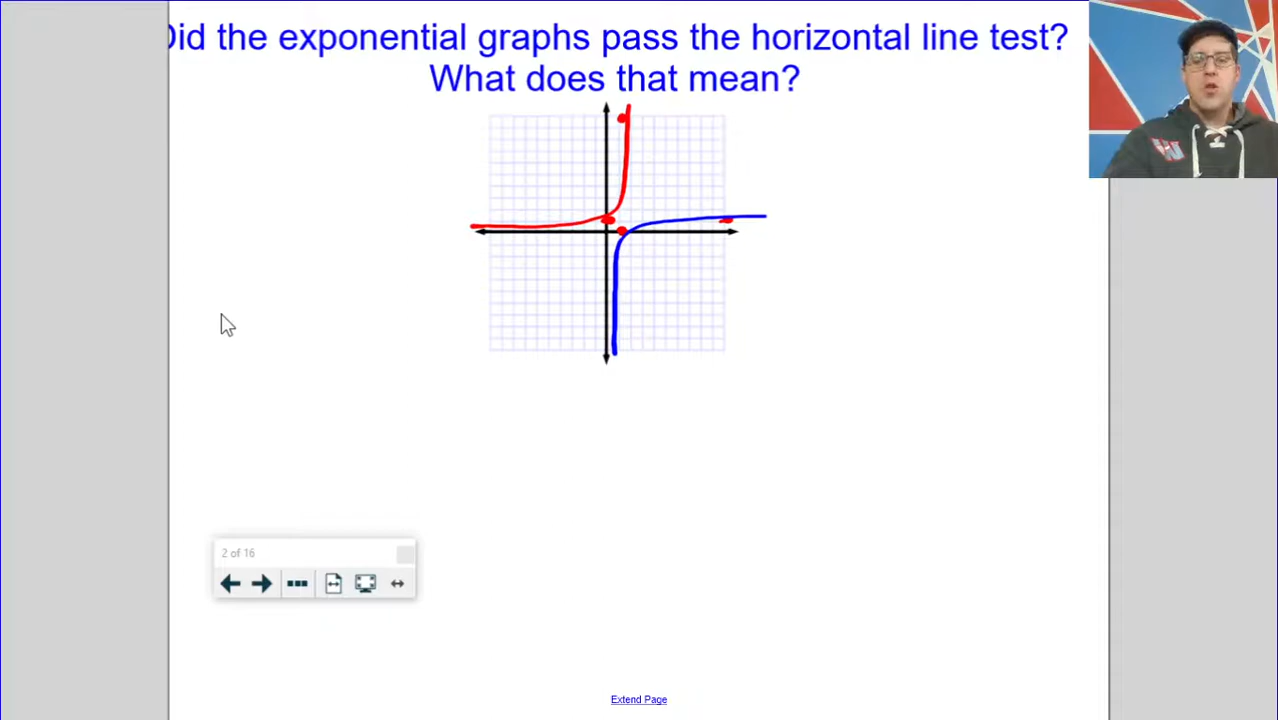 Did the exponential graphs pass the horizontal line test?
What does that mean?
2 of 16
Extend Page